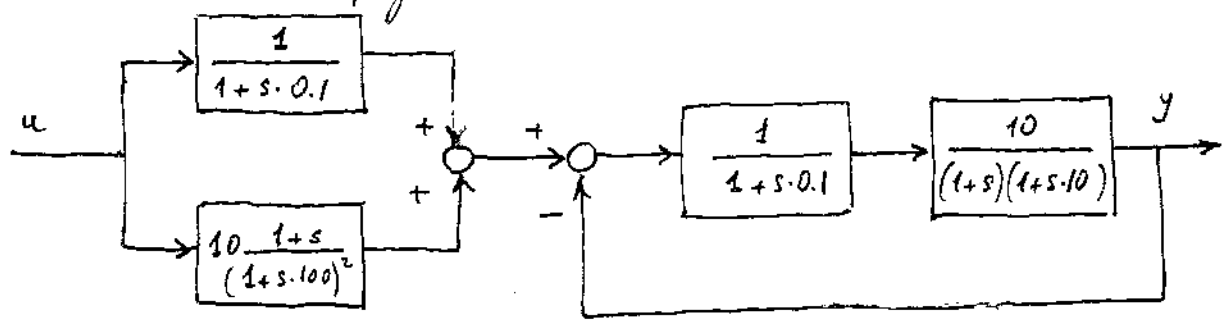 u
1
1+s·0.1
+
+
10 1+s
(1+s·100)²
+
−
1
1+s·0.1
10
(1+s)(1+s·10)
y